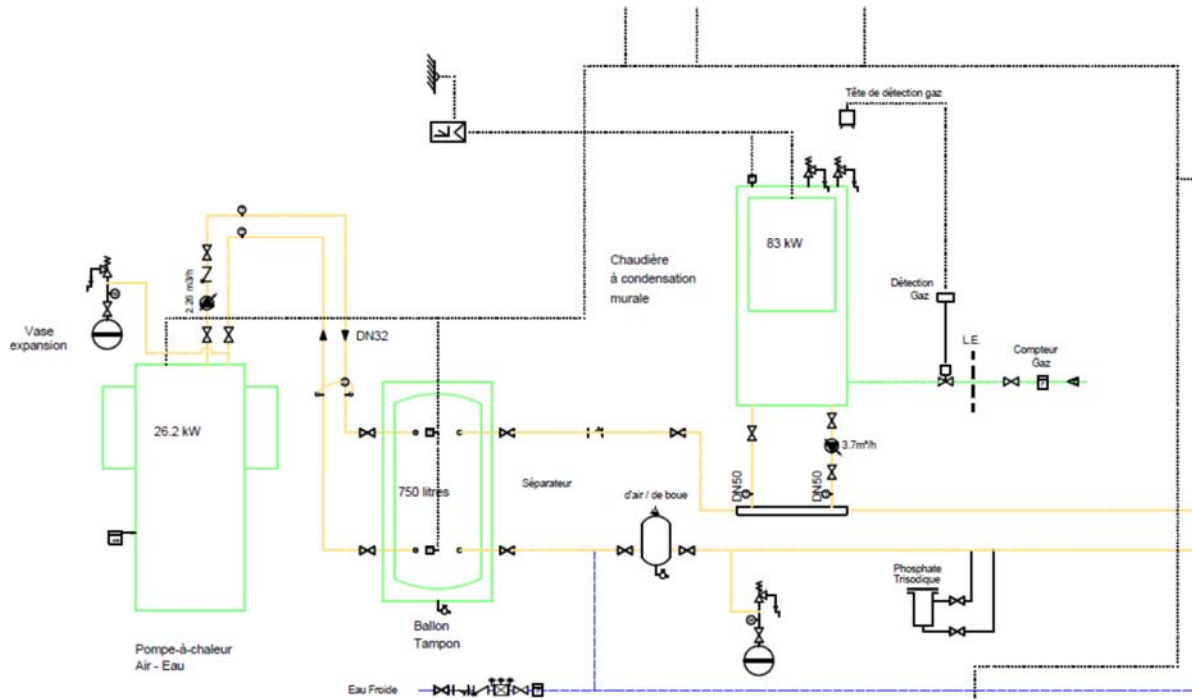 Tête de détection gaz
83 kW
Chaudière
à condensation
murale
2.26 m3/h
Détection
Gaz
L.E.
Compteur
Gaz
Vase
expansion
DN32
26.2 kW
3.7m³/h
750 litres
Séparateur
d'air / de boue
DN50
DN50
Phosphate
Trisodique
Ballon
Tampon
Pompe-à-chaleur
Air - Eau
Eau Froide